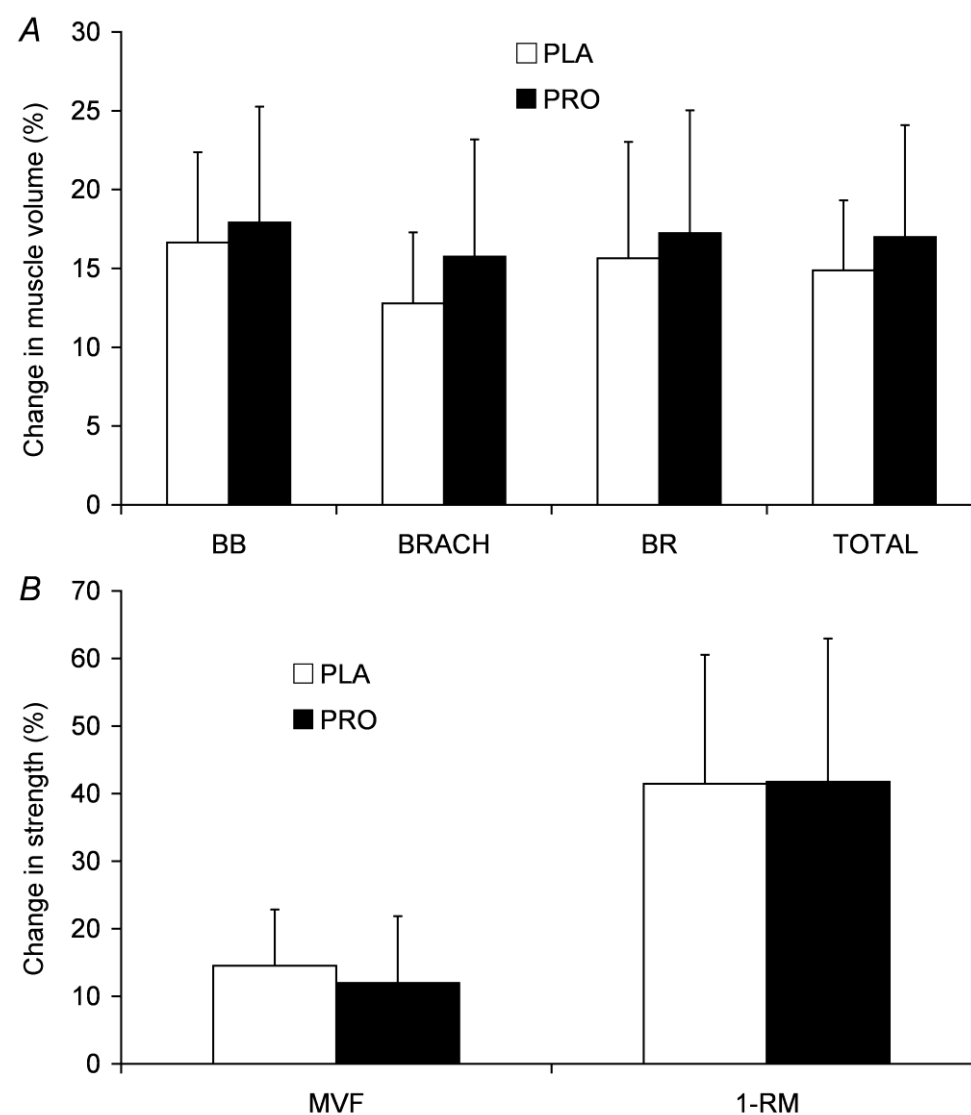 A
Change in muscle volume (%)
30
25
20
15
10
5
0
PLA
PRO
BB BRACH BR TOTAL
B
Change in strength (%)
70
60
50
40
30
20
10
0
PLA
PRO
MVF 1-RM